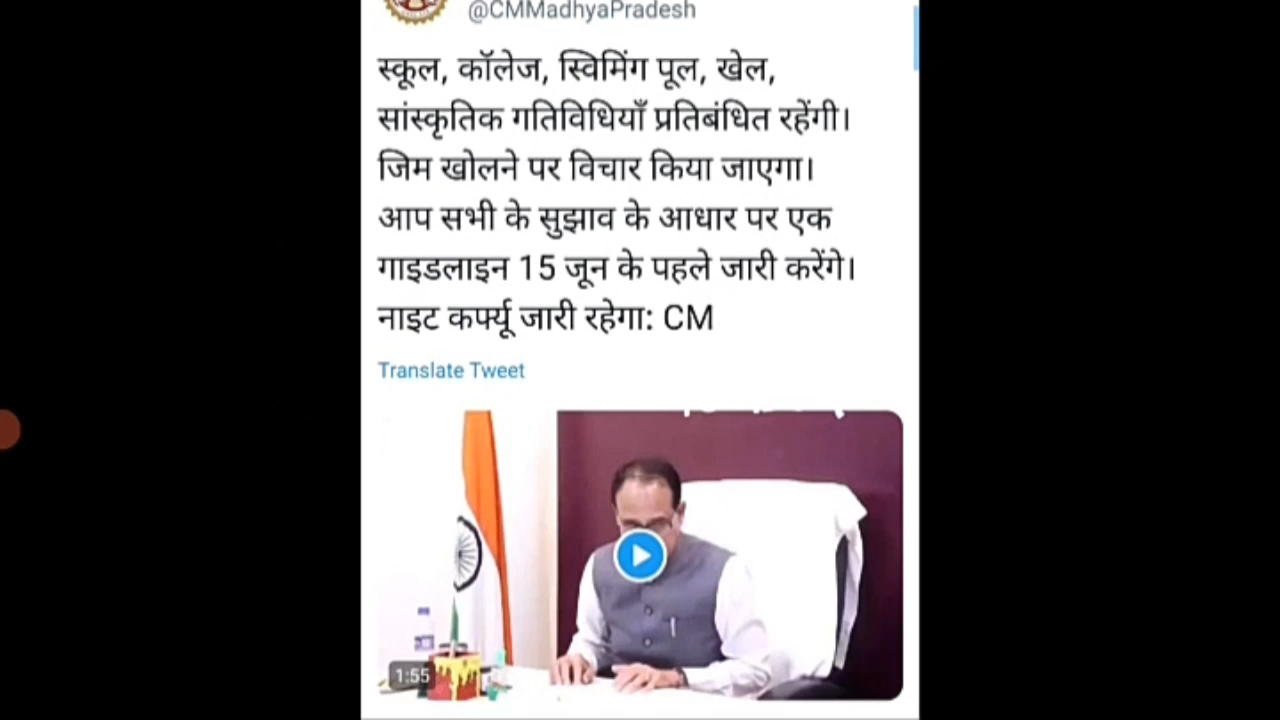 @CMMadhyaPradesh
स्कूल, कॉलेज, स्विमिंग पूल, खेल,
सांस्कृतिक गतिविधियाँ प्रतिबंधित रहेंगी।
जिम खोलने पर विचार किया जाएगा।
आप सभी के सुझाव के आधार पर एक
गाइडलाइन 15 जून के पहले जारी करेंगे।
नाइट कर्फ्यू जारी रहेगा: CM
Translate Tweet
1:55